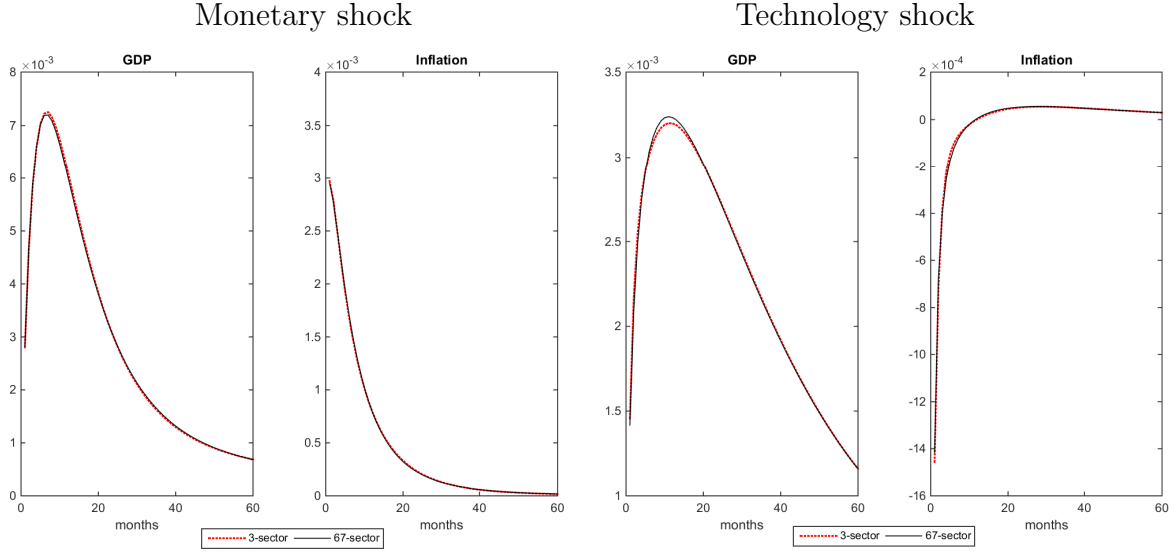 Monetary shock
Technology shock
GDP
×10⁻³
8
7
6
5
4
3
2
1
0
0 20 40 60
months
Inflation
×10⁻³
4
3.5
3
2.5
2
1.5
1
0.5
0
0 20 40 60
months
3-sector 67-sector
GDP
×10⁻³
3.5
3
2.5
2
1.5
1
0 20 40 60
months
Inflation
×10⁻⁴
2
0
-2
-4
-6
-8
-10
-12
-14
-16
0 20 40 60
months
3-sector 67-sector